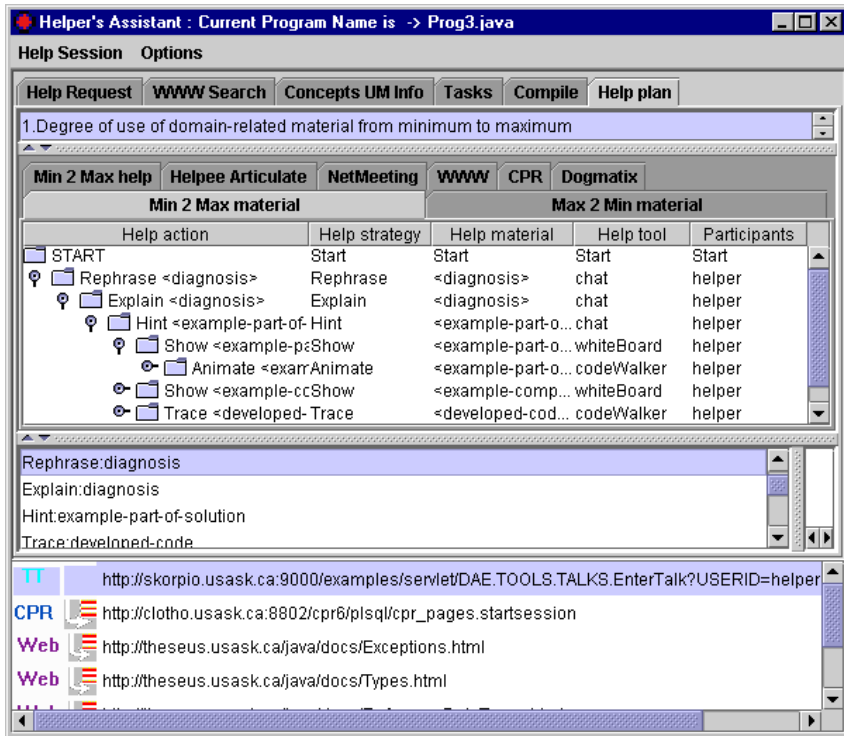 Helper's Assistant : Current Program Name is -> Prog3.java
Help Session Options
Help Request WWW Search Concepts UM Info Tasks Compile Help plan
1.Degree of use of domain-related material from minimum to maximum
Min 2 Max help Helpee Articulate NetMeeting WWW CPR Dogmatix
Min 2 Max material Max 2 Min material
Help action Help strategy Help material Help tool Participants
START Start Start Start Start
Rephrase <diagnosis> Rephrase <diagnosis> chat helper
Explain <diagnosis> Explain <diagnosis> chat helper
Hint <example-part-of- Hint <example-part-o... chat helper
Show <example-pa Show <example-part-o... whiteBoard helper
Animate <exam Animate <example-part-o... codeWalker helper
Show <example-cc Show <example-comp... whiteBoard helper
Trace <developed- Trace <developed-cod... codeWalker helper
Rephrase:diagnosis
Explain:diagnosis
Hint:example-part-of-solution
Trace:developed-code
TT http://skorpio.usask.ca:9000/examples/servlet/DAE.TOOLS.TALKS.EnterTalk?USERID=helper
CPR http://clotho.usask.ca:8802/cpr6/plsql/cpr_pages.startsession
Web http://theseus.usask.ca/java/docs/Exceptions.html
Web http://theseus.usask.ca/java/docs/Types.html